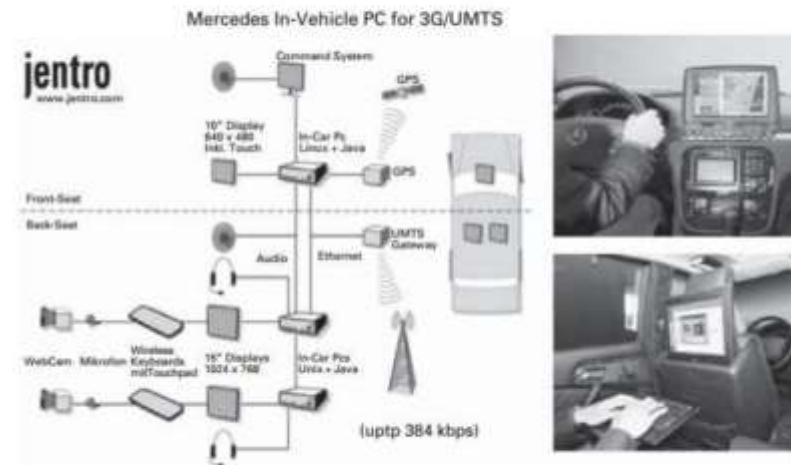 Mercedes In-Vehicle PC for 3G/UMTS
jentro
www.jentro.com
Command System
GPS
10" Display
640 x 480
Inkl. Touch
In-Car Pc
Linux + Java
GPS
Front-Seat
Back-Seat
UMTS
Gateway
Audio
Ethernet
WebCam
Mikrofon
Wireless
Keyboards
mitTouchpad
15" Displays
1024 x 768
In-Car Pcs
Unix + Java
(uptp 384 kbps)